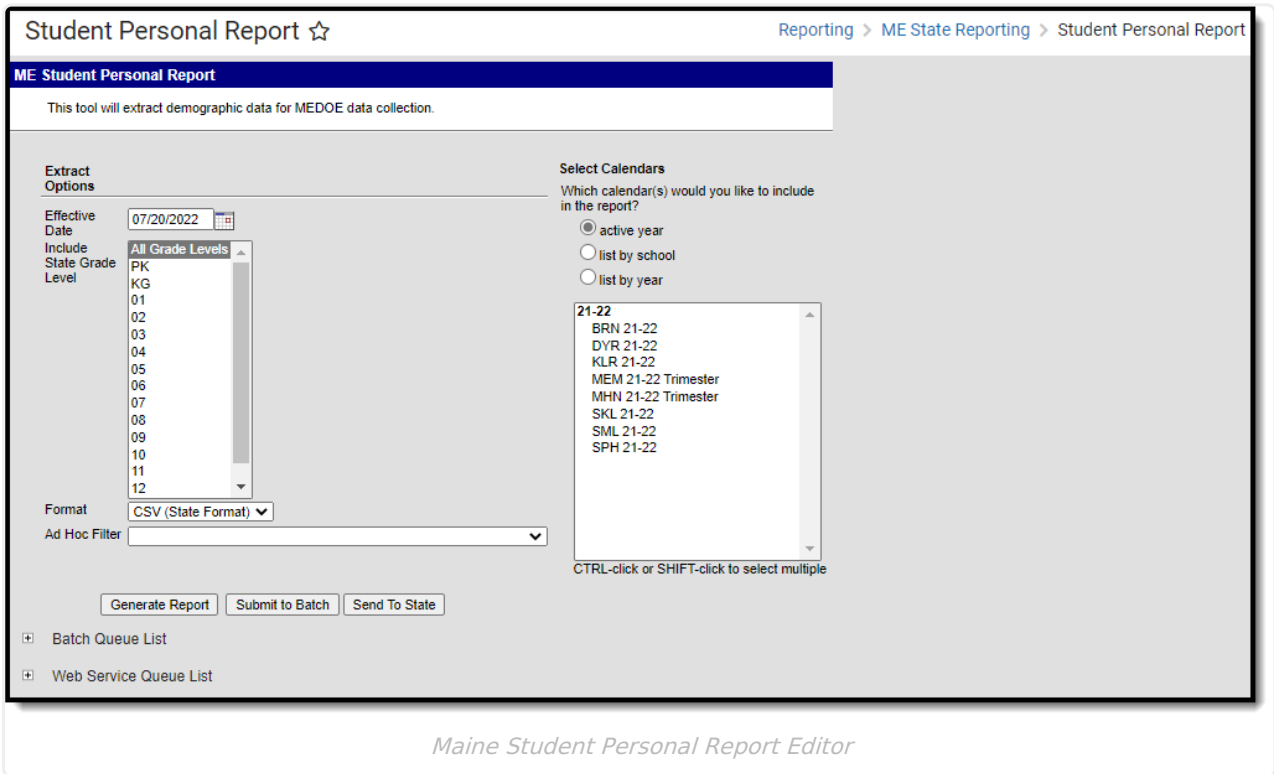 Student Personal Report
Reporting > ME State Reporting > Student Personal Report
ME Student Personal Report
This tool will extract demographic data for MEDOE data collection.
Extract
Options
Effective
Date
07/20/2022
Include
State Grade
Level
All Grade Levels
PK
KG
01
02
03
04
05
06
07
08
09
10
11
12
Format
CSV (State Format)
Ad Hoc Filter
Select Calendars
Which calendar(s) would you like to include
in the report?
active year
list by school
list by year
21-22
BRN 21-22
DYR 21-22
KLR 21-22
MEM 21-22 Trimester
MHN 21-22 Trimester
SKL 21-22
SML 21-22
SPH 21-22
CTRL-click or SHIFT-click to select multiple
Generate Report Submit to Batch Send To State
Batch Queue List
Web Service Queue List
Maine Student Personal Report Editor